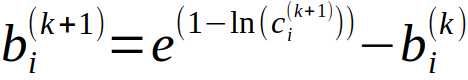 b_i^{(k+1)} = e^{(1-ln(c_i^{(k+1)}))} - b_i^{(k)}